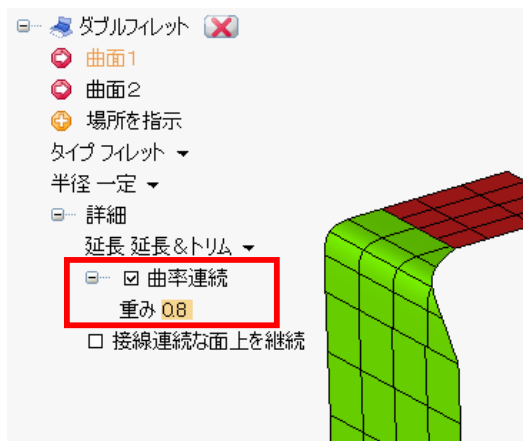 ダブルフィレット
曲面1
曲面2
場所を指示
タイプ フィレット
半径 一定
詳細
延長 延長&トリム
曲率連続
重み 0.8
接線連続な面上を継続